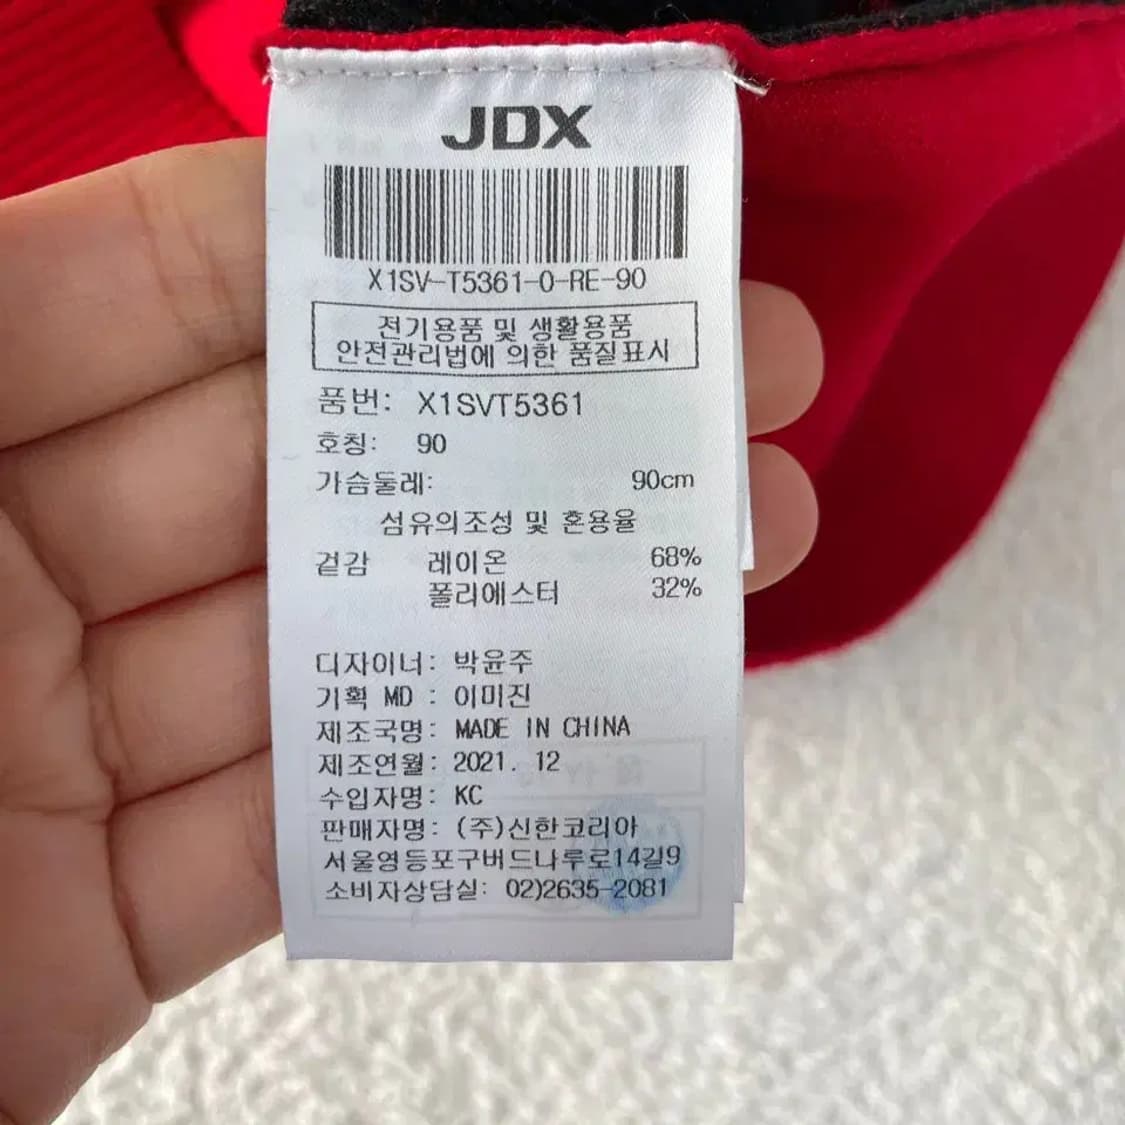 JDX
X1SV-T5361-0-RE-90
전기용품 및 생활용품
안전관리법에 의한 품질표시
품번: X1SVT5361
호칭: 90
가슴둘레: 90cm
섬유의조성 및 혼용율
겉감 레이온 68%
폴리에스터 32%
디자이너: 박윤주
기획 MD : 이미진
제조국명: MADE IN CHINA
제조연월: 2021. 12
수입자명: KC
판매자명: (주)신한코리아
서울영등포구버드나루로14길9
소비자상담실: 02)2635-2081